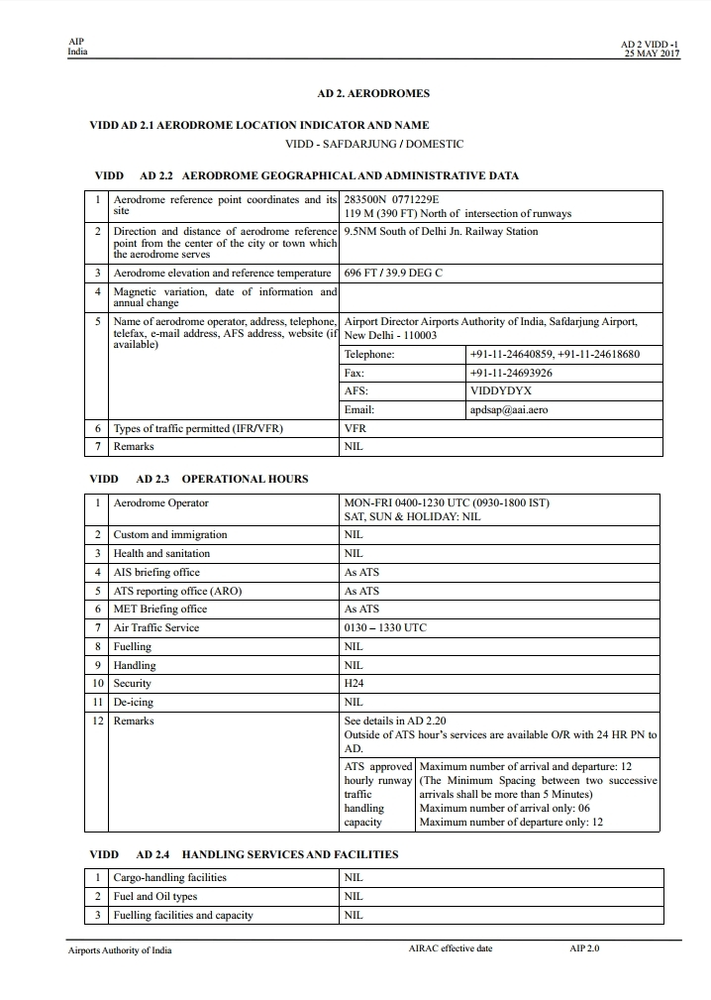 AIP
India
AD 2 VIDD -1
25 MAY 2017
AD 2. AERODROMES
VIDD AD 2.1 AERODROME LOCATION INDICATOR AND NAME
VIDD - SAFDARJUNG / DOMESTIC
VIDD AD 2.2 AERODROME GEOGRAPHICAL AND ADMINISTRATIVE DATA
1 Aerodrome reference point coordinates and its 283500N 0771229E
site 119 M (390 FT) North of intersection of runways
2 Direction and distance of aerodrome reference 9.5NM South of Delhi Jn. Railway Station
point from the center of the city or town which
the aerodrome serves
3 Aerodrome elevation and reference temperature 696 FT / 39.9 DEG C
4 Magnetic variation, date of information and
annual change
5 Name of aerodrome operator, address, telephone, Airport Director Airports Authority of India, Safdarjung Airport,
telefax, e-mail address, AFS address, website (if New Delhi - 110003
available)
Telephone: +91-11-24640859, +91-11-24618680
Fax: +91-11-24693926
AFS: VIDDYDYX
Email: apdsap@aai.aero
6 Types of traffic permitted (IFR/VFR) VFR
7 Remarks NIL
VIDD AD 2.3 OPERATIONAL HOURS
1 Aerodrome Operator MON-FRI 0400-1230 UTC (0930-1800 IST)
SAT, SUN & HOLIDAY: NIL
2 Custom and immigration NIL
3 Health and sanitation NIL
4 AIS briefing office As ATS
5 ATS reporting office (ARO) As ATS
6 MET Briefing office As ATS
7 Air Traffic Service 0130 – 1330 UTC
8 Fuelling NIL
9 Handling NIL
10 Security H24
11 De-icing NIL
12 Remarks See details in AD 2.20
Outside of ATS hour's services are available O/R with 24 HR PN to
AD.
ATS approved Maximum number of arrival and departure: 12
hourly runway (The Minimum Spacing between two successive
traffic arrivals shall be more than 5 Minutes)
handling Maximum number of arrival only: 06
capacity Maximum number of departure only: 12
VIDD AD 2.4 HANDLING SERVICES AND FACILITIES
1 Cargo-handling facilities NIL
2 Fuel and Oil types NIL
3 Fuelling facilities and capacity NIL
Airports Authority of India AIRAC effective date AIP 2.0